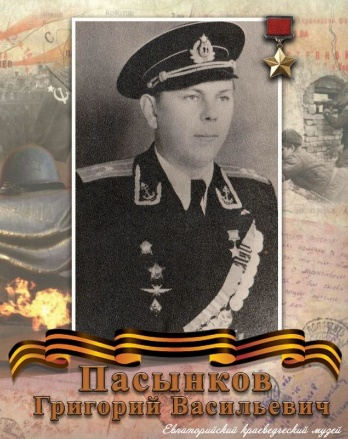 Пасынков
Григорий Васильевич
Евпаторийский краеведческий музей